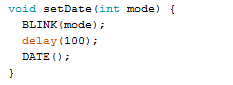 void setDate(int mode) {
  BLINK(mode);
  delay(100);
  DATE();
}